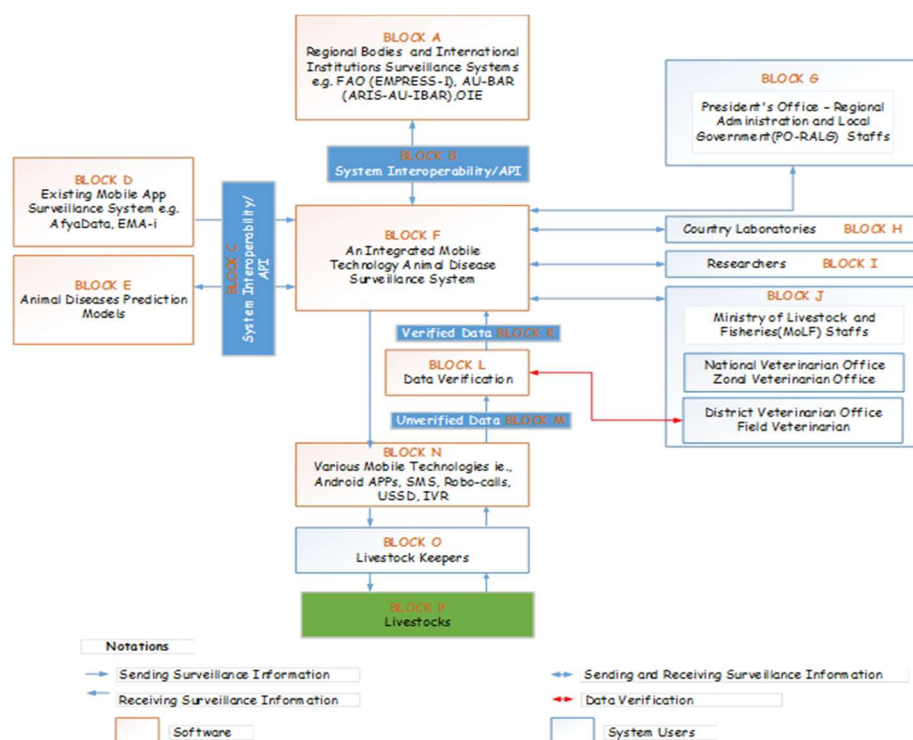 BLOCK A
Regional Bodies and International
Institutions Surveillance Systems
e.g. FAO (EMPRESS-I), AU-BAR
(ARIS-AU-IBAR),OIE
BLOCK B
System Interoperability/API
BLOCK G
President's Office – Regional
Administration and Local
Government(PO-RALG) Staffs
BLOCK D
Existing Mobile App
Surveillance System e.g.
AfyaData, EMA-i
BLOCK C
System Interoperability/
API
BLOCK E
Animal Diseases Prediction
Models
BLOCK F
An Integrated Mobile
Technology Animal Disease
Surveillance System
Country Laboratories BLOCK H
Researchers BLOCK I
BLOCK J
Ministry of Livestock and
Fisheries(MoLF) Staffs
National Veterinarian Office
Zonal Veterinarian Office
District Veterinarian Office
Field Veterinarian
Verified Data BLOCK K
BLOCK L
Data Verification
Unverified Data BLOCK M
BLOCK N
Various Mobile Technologies ie.,
Android APPs, SMS, Robo-calls,
USSD, IVR
BLOCK O
Livestock Keepers
BLOCK P
Livestocks
Notations
Sending Surveillance Information
Receiving Surveillance Information
Software
Sending and Receiving Surveillance Information
Data Verification
System Users